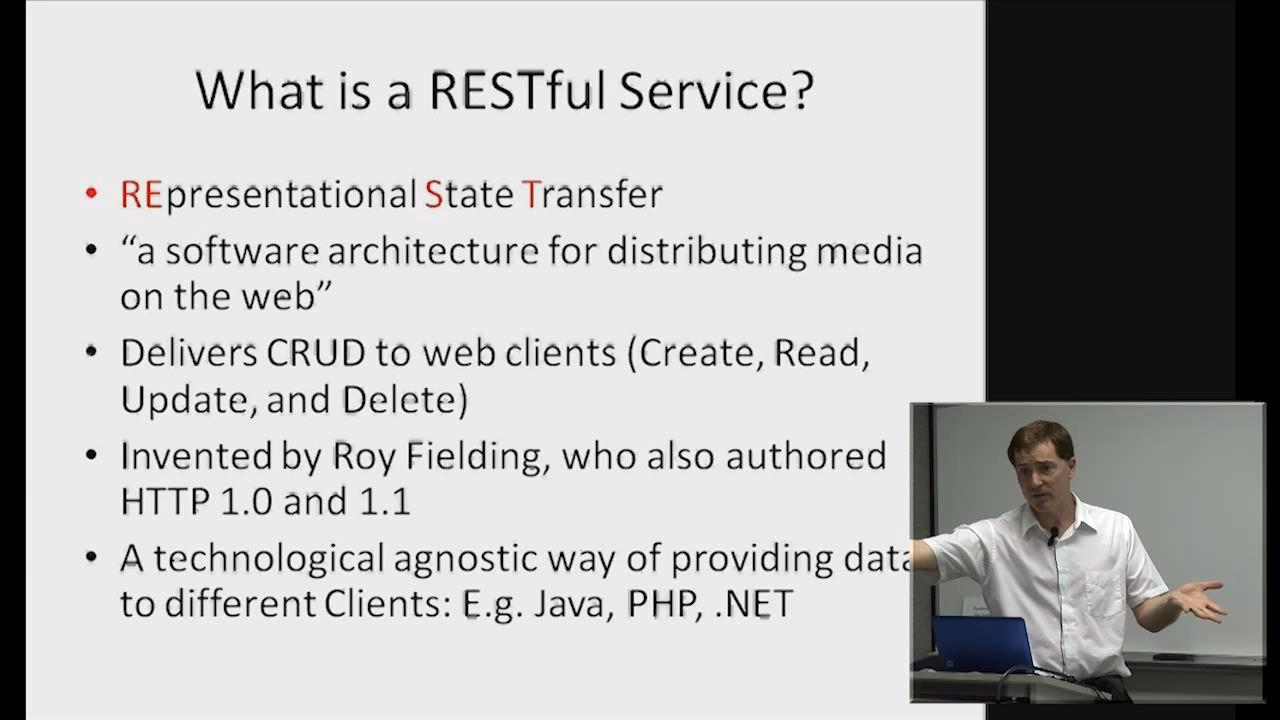 What is a RESTful Service?
• REpresentational State Transfer
• “a software architecture for distributing media
on the web”
• Delivers CRUD to web clients (Create, Read,
Update, and Delete)
• Invented by Roy Fielding, who also authored
HTTP 1.0 and 1.1
• A technological agnostic way of providing data
to different Clients: E.g. Java, PHP, .NET